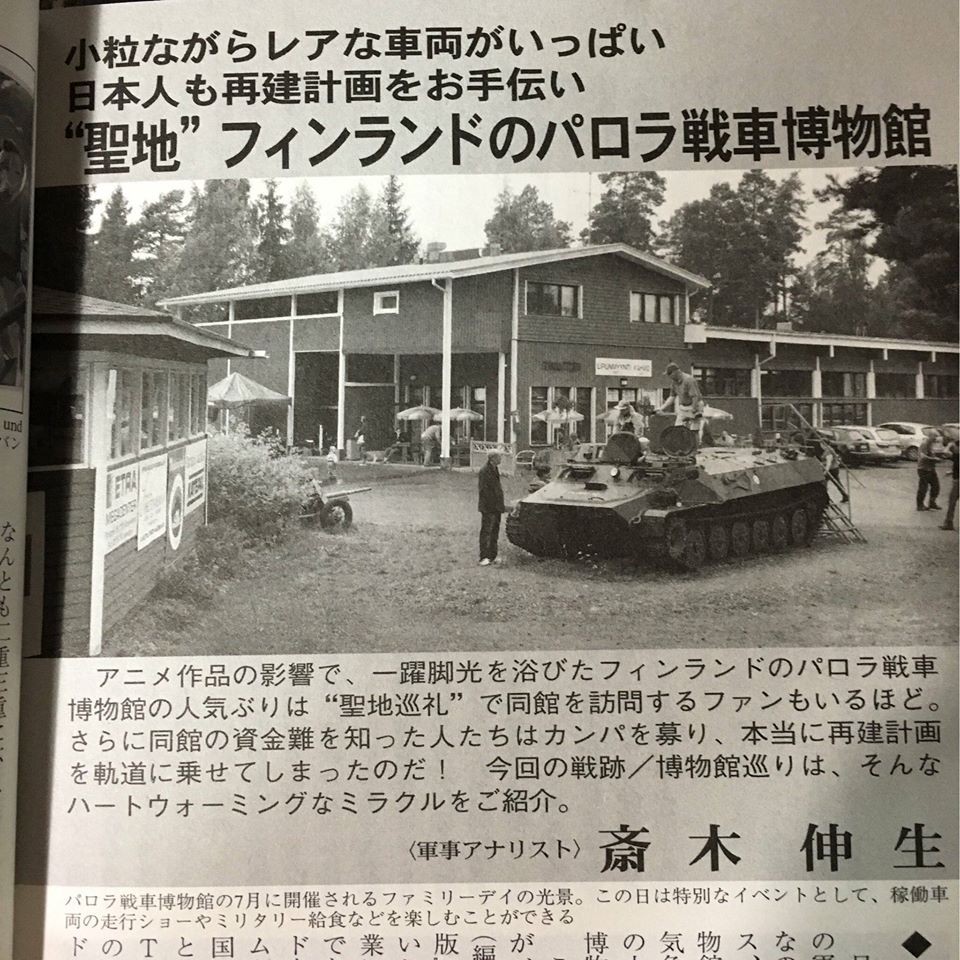 小粒ながらレアな車両がいっぱい
日本人も再建計画をお手伝い
“聖地” フィンランドのパロラ戦車博物館
ETRA
MEGACENTER
アニメ作品の影響で、一躍脚光を浴びたフィンランドのパロラ戦車
博物館の人気ぶりは “聖地巡礼” で同館を訪問するファンもいるほど。
さらに同館の資金難を知った人たちはカンパを募り、本当に再建計画
を軌道に乗せてしまったのだ! 今回の戦跡/博物館巡りは、そんな
ハートウォーミングなミラクルをご紹介。
〈軍事アナリスト〉 斎木伸生
パロラ戦車博物館の7月に開催されるファミリーデイの光景。この日は特別なイベントとして、稼働車
両の走行ショーやミリタリー給食などを楽しむことができる
und
バン
なんとも二重
◆